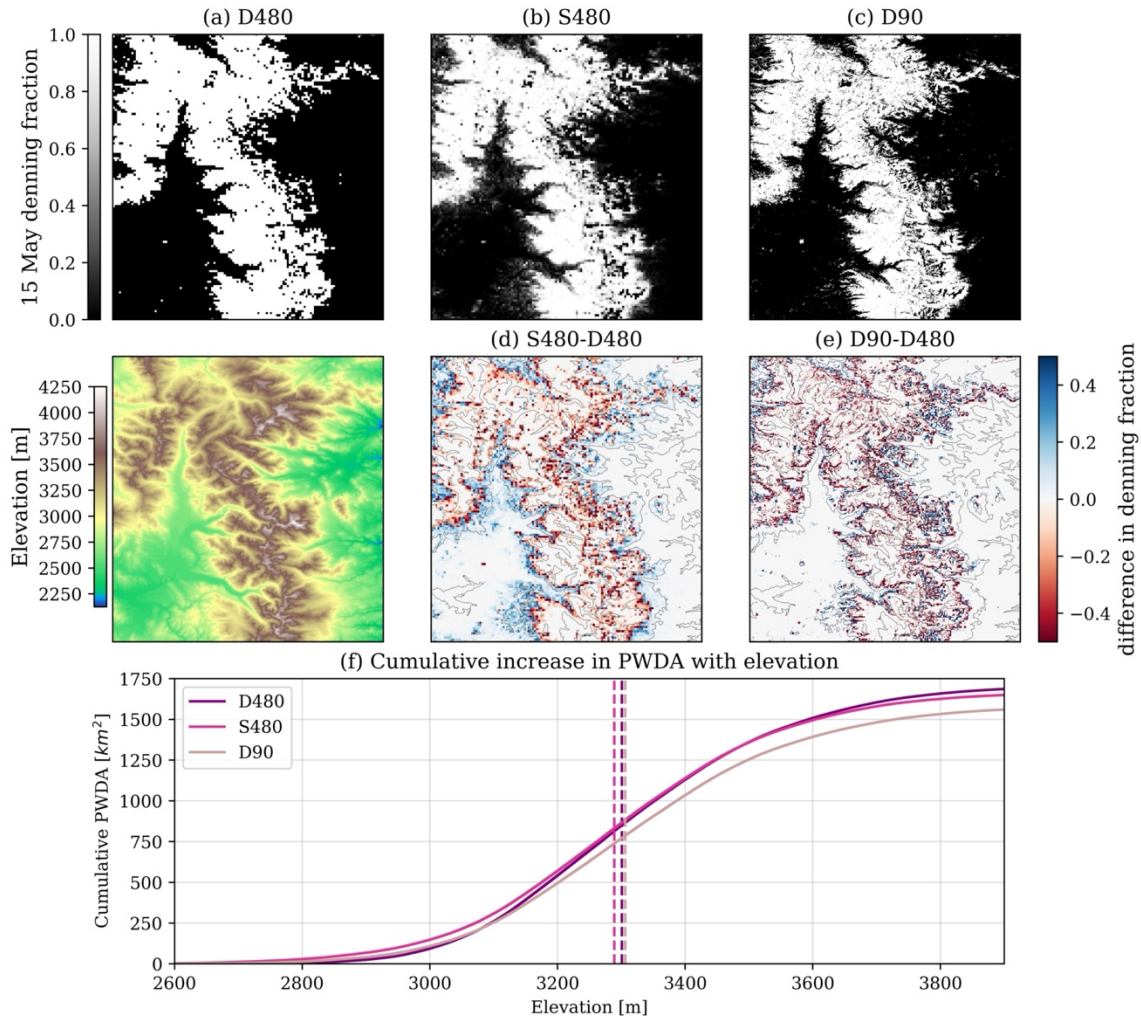 (a) D480
(b) S480
(c) D90
1.0
0.8
0.6
0.4
0.2
0.0
15 May denning fraction
(d) S480-D480
(e) D90-D480
4250
4000
3750
3500
3250
3000
2750
2500
2250
Elevation [m]
0.4
0.2
0.0
−0.2
−0.4
difference in denning fraction
(f) Cumulative increase in PWDA with elevation
1750
1500
1250
1000
750
500
250
0
Cumulative PWDA [km²]
D480
S480
D90
2600 2800 3000 3200 3400 3600 3800
Elevation [m]